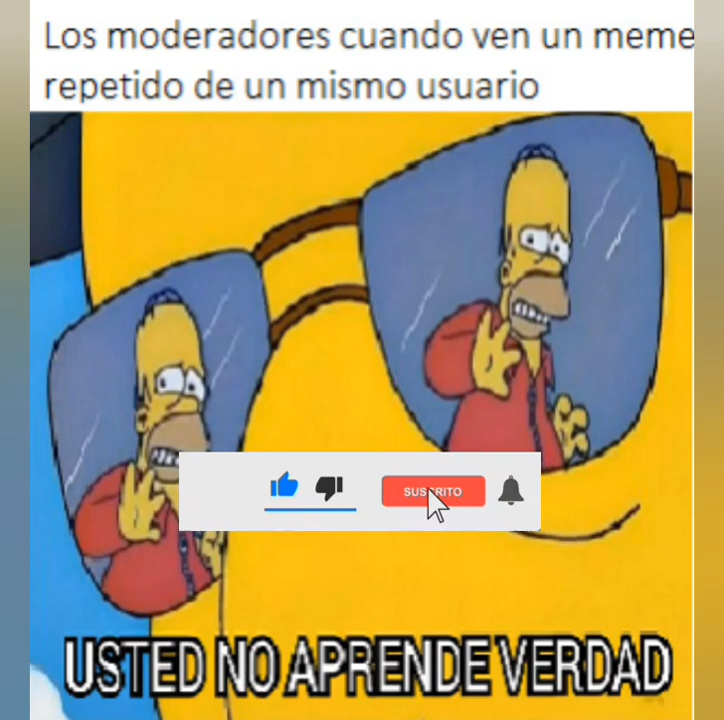 Los moderadores cuando ven un meme
repetido de un mismo usuario
SUSCRITO
USTED NO APRENDE VERDAD